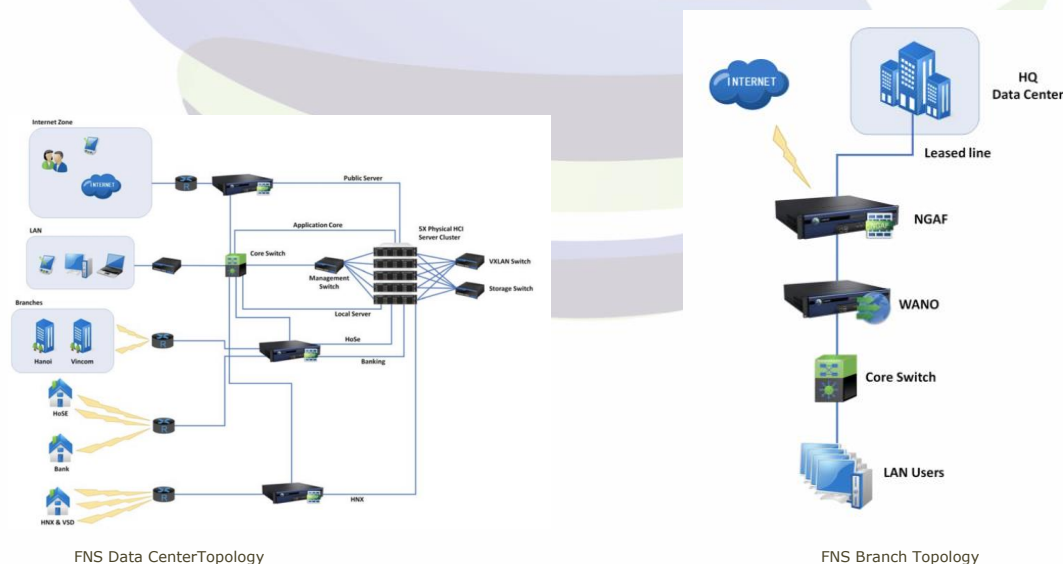 Internet Zone
INTERNET
R
Public Server
LAN
Application Core
Core Switch
Management
Switch
5X Physical HCI
Server Cluster
VXLAN Switch
Storage Switch
Local Server
Branches
Hanoi
Vincom
R
HoSe
Banking
HoSE
R
Bank
HNX & VSD
R
HNX
FNS Data CenterTopology
INTERNET
HQ
Data Center
Leased line
NGAF
WANO
Core Switch
LAN Users
FNS Branch Topology